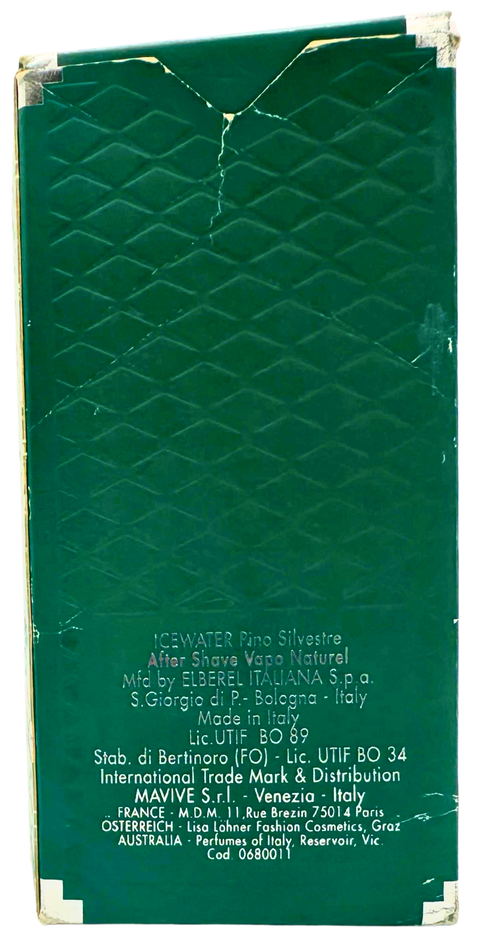 ICEWATER Pino Silvestre
After Shave Vapo Naturel
Mfd by ELBEREL ITALIANA S.p.a.
S.Giorgio di P.- Bologna - Italy
Made in Italy
Lic.UTIF BO 89
Stab. di Bertinoro (FO) - Lic. UTIF BO 34
International Trade Mark & Distribution
MAVIVE S.r.l. - Venezia - Italy
FRANCE - M.D.M. 11,Rue Brezin 75014 Paris
ÖSTERREICH - Lisa Löhner Fashion Cosmetics, Graz
AUSTRALIA - Perfumes of Italy, Reservoir, Vic.
Cod. 0680011